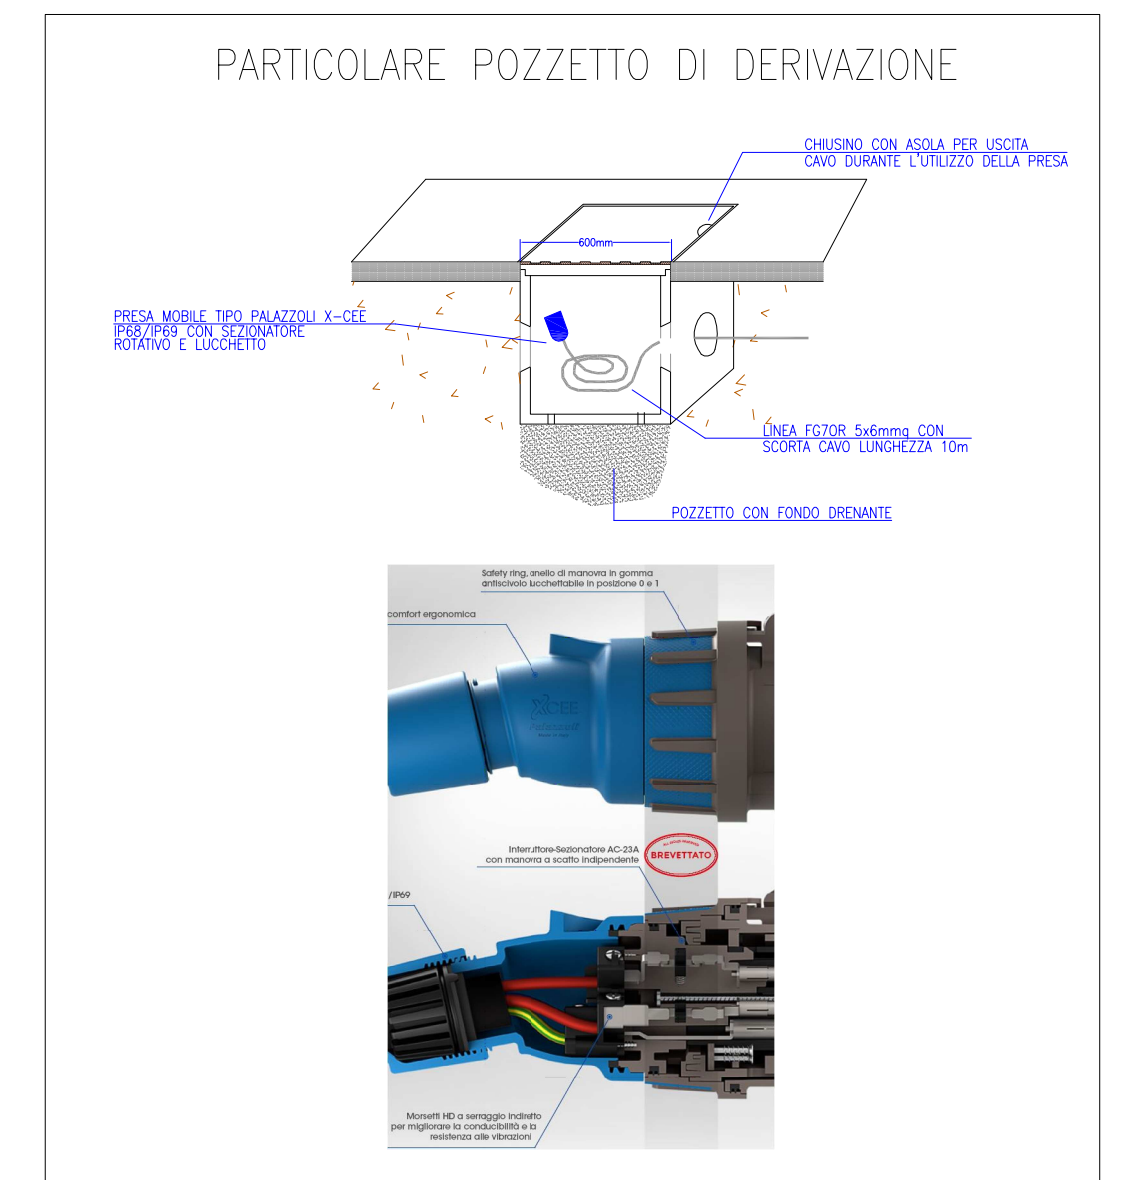 PARTICOLARE POZZETTO DI DERIVAZIONE
CHIUSINO CON ASOLA PER USCITA
CAVO DURANTE L'UTILIZZO DELLA PRESA
600mm
PRESA MOBILE TIPO PALAZZOLI X-CEE
IP68/IP69 CON SEZIONATORE
ROTATIVO E LUCCHETTO
LINEA FG7OR 5x6mmq CON
SCORTA CAVO LUNGHEZZA 10m
POZZETTO CON FONDO DRENANTE
Safety ring, anello di manovra in gomma
antiscivolo lucchettabile in posizione 0 e 1
comfort ergonomica
XCEE
Interruttore-Sezionatore AC-23A
con manovra a scatto indipendente
BREVETTATO
/IP69
Morsetti HD a serraggio indiretto
per migliorare la conducibilità e la
resistenza alle vibrazioni